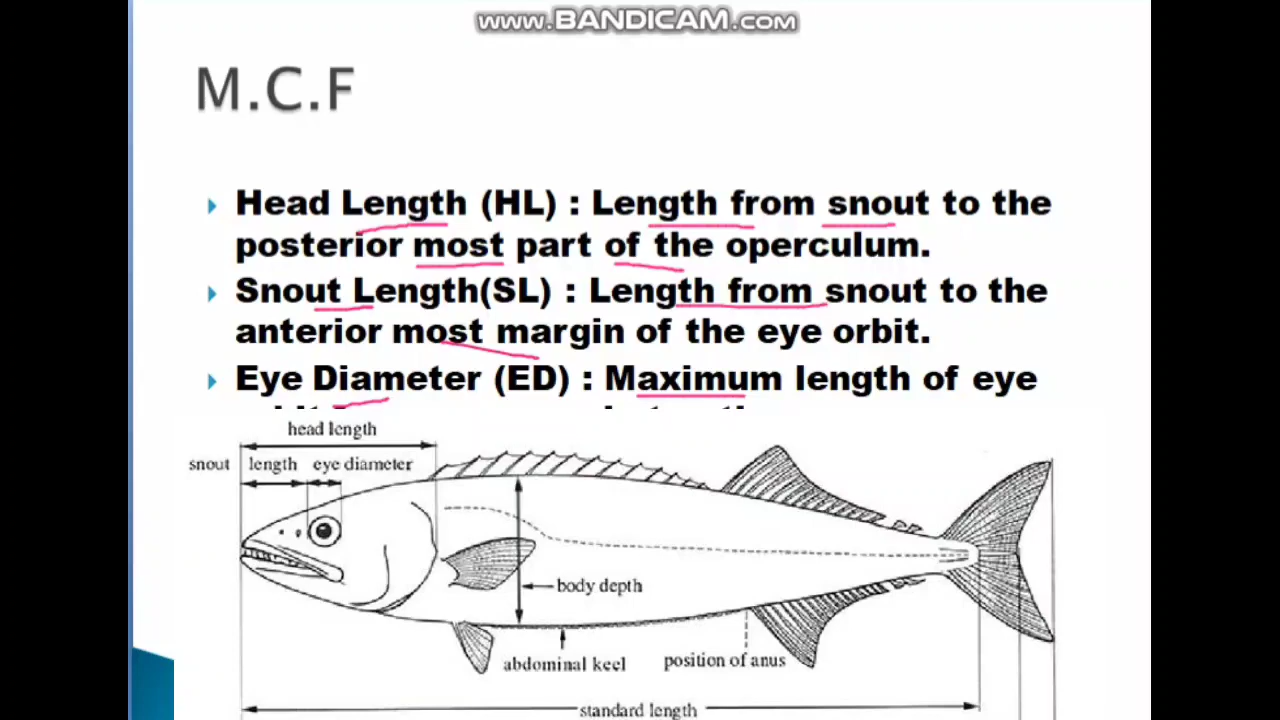 www.BANDICAM.com
M.C.F
Head Length (HL) : Length from snout to the
posterior most part of the operculum.
Snout Length(SL) : Length from snout to the
anterior most margin of the eye orbit.
Eye Diameter (ED) : Maximum length of eye
head length
snout length eye diameter
body depth
abdominal keel
position of anus
standard length